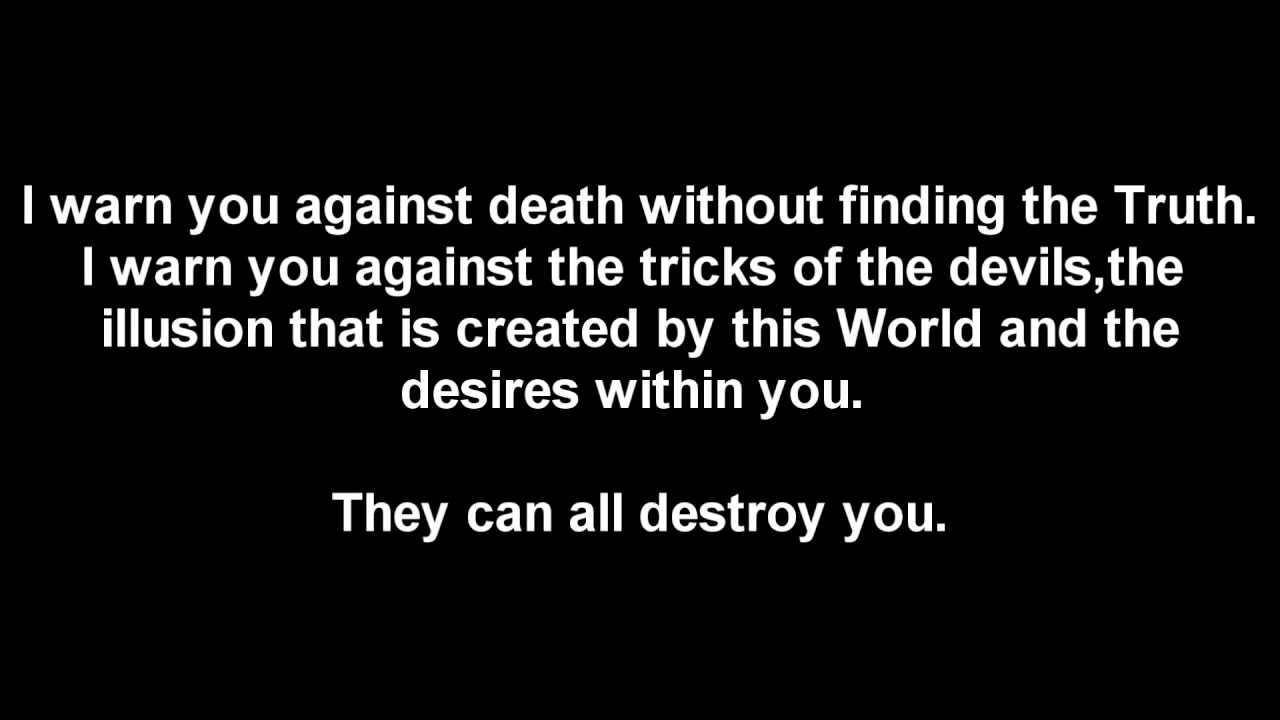 I warn you against death without finding the Truth.
I warn you against the tricks of the devils,the
illusion that is created by this World and the
desires within you.
They can all destroy you.